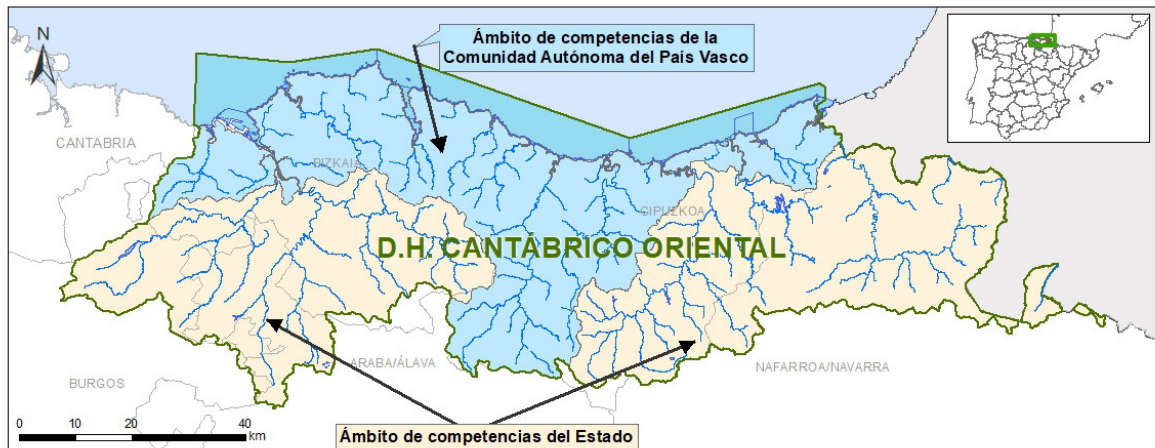 Ámbito de competencias de la
Comunidad Autónoma del País Vasco
N
CANTABRIA
BIZKAIA
GIPUZKOA
D.H. CANTÁBRICO ORIENTAL
ARABA/ÁLAVA
NAFARROA/NAVARRA
BURGOS
0 10 20 40
km
Ámbito de competencias del Estado